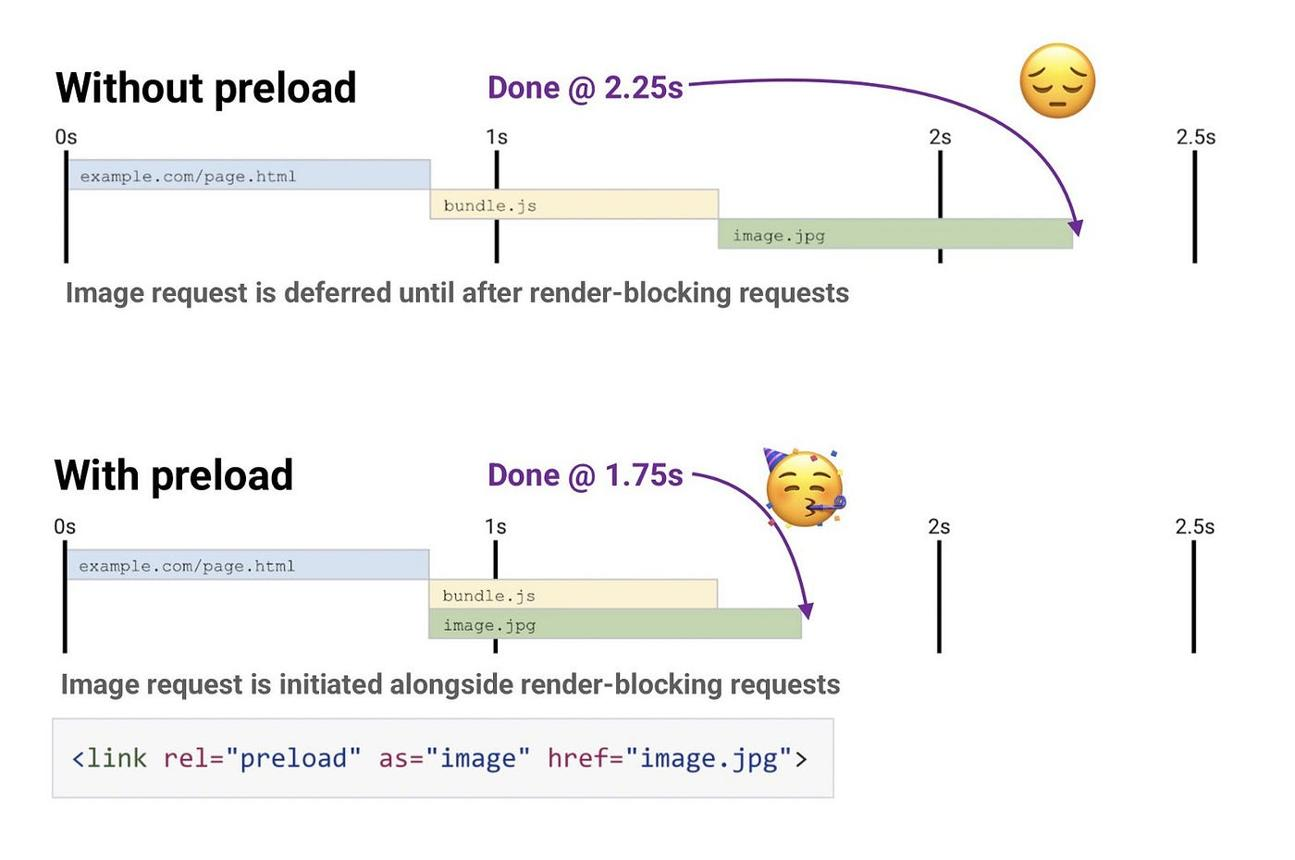 Without preload
Done @ 2.25s
0s
1s
2s
2.5s
example.com/page.html
bundle.js
image.jpg
Image request is deferred until after render-blocking requests
With preload
Done @ 1.75s
0s
1s
2s
2.5s
example.com/page.html
bundle.js
image.jpg
Image request is initiated alongside render-blocking requests
<link rel="preload" as="image" href="image.jpg">